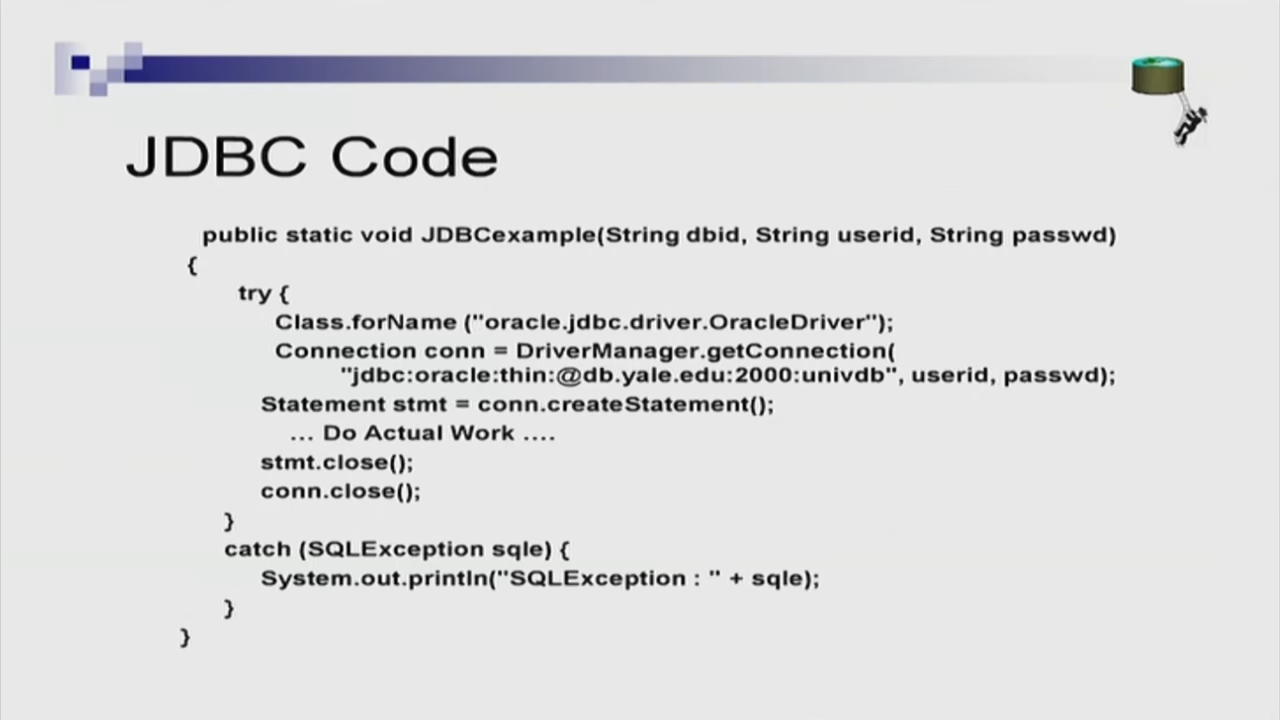 JDBC Code
public static void JDBCexample(String dbid, String userid, String passwd)
{
try {
Class.forName ("oracle.jdbc.driver.OracleDriver");
Connection conn = DriverManager.getConnection(
"jdbc:oracle:thin:@db.yale.edu:2000:univdb", userid, passwd);
Statement stmt = conn.createStatement();
... Do Actual Work ....
stmt.close();
conn.close();
}
catch (SQLException sqle) {
System.out.println("SQLException : " + sqle);
}
}